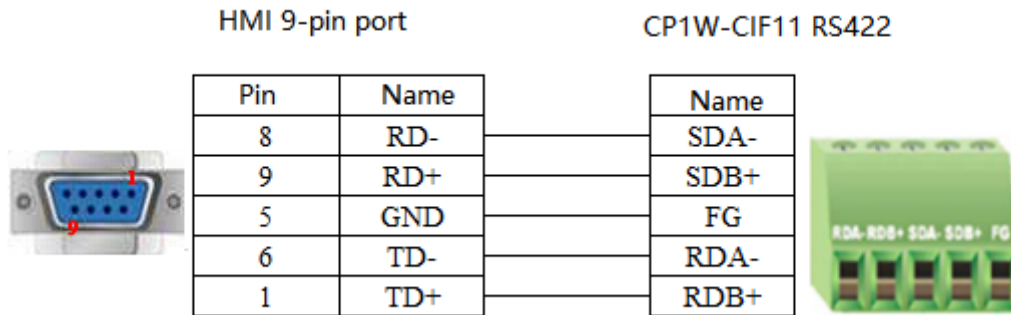 HMI 9-pin port CP1W-CIF11 RS422
Pin Name Name
8 RD- SDA-
9 RD+ SDB+
5 GND FG
6 TD- RDA-
1 TD+ RDB+
1
9
RDA- RDB+ SDA- SDB+ FG